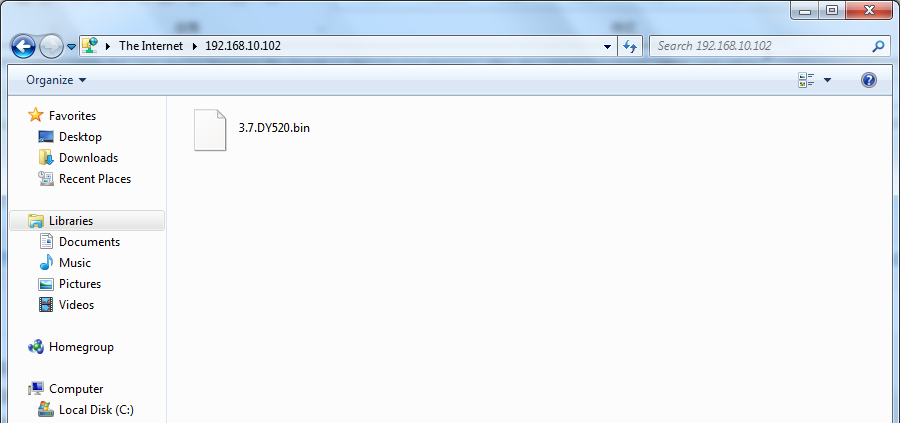 The Internet 192.168.10.102
Search 192.168.10.102
Organize
Favorites
Desktop
Downloads
Recent Places
Libraries
Documents
Music
Pictures
Videos
Homegroup
Computer
Local Disk (C:)
3.7.DY520.bin